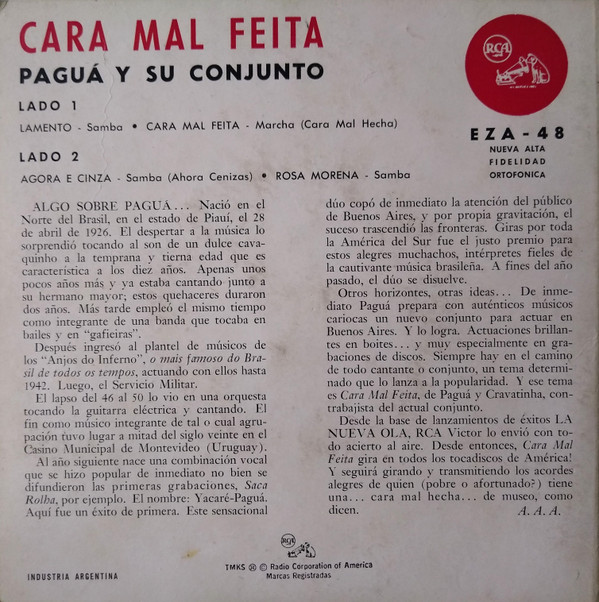 CARA MAL FEITA
PAGUÁ Y SU CONJUNTO
LADO 1
LAMENTO - Samba • CARA MAL FEITA - Marcha (Cara Mal Hecha)
LADO 2
AGORA E CINZA - Samba (Ahora Cenizas) • ROSA MORENA - Samba
RCA
EZA - 48
NUEVA ALTA
FIDELIDAD
ORTOFONICA
ALGO SOBRE PAGUÁ... Nació en el
Norte del Brasil, en el estado de Piauí, el 28
de abril de 1926. El despertar a la música lo
sorprendió tocando al son de un dulce cava-
quinho a la temprana y tierna edad que es
característica a los diez años. Apenas unos
pocos años más y ya estaba cantando junto a
su hermano mayor; estos quehaceres duraron
dos años. Más tarde empleó el mismo tiempo
como integrante de una banda que tocaba en
bailes y en "gafieiras".
Después ingresó al plantel de músicos de
los "Anjos do Inferno", o mais famoso do Bra-
sil de todos os tempos, actuando con ellos hasta
1942. Luego, el Servicio Militar.
El lapso del 46 al 50 lo vio en una orquesta
tocando la guitarra eléctrica y cantando. El
fin como músico integrante de tal o cual agru-
pación tuvo lugar a mitad del siglo veinte en el
Casino Municipal de Montevideo (Uruguay).
Al año siguiente nace una combinación vocal
que se hizo popular de inmediato no bien se
difundieron las primeras grabaciones, Saca
Rolha, por ejemplo. El nombre: Yacaré-Paguá.
Aquí fue un éxito de primera. Este sensacional
dúo copó de inmediato la atención del público
de Buenos Aires, y por propia gravitación, el
suceso trascendió las fronteras. Giras por toda
la América del Sur fue el justo premio para
estos alegres muchachos, intérpretes fieles de
la cautivante música brasileña. A fines del año
pasado, el dúo se disuelve.
Otros horizontes, otras ideas... De inme-
diato Paguá prepara con auténticos músicos
cariocas un nuevo conjunto para actuar en
Buenos Aires. Y lo logra. Actuaciones brillan-
tes en boites... y muy especialmente en gra-
baciones de discos. Siempre hay en el camino
de todo cantante o conjunto, un tema determi-
nado que lo lanza a la popularidad. Y ese tema
es Cara Mal Feita, de Paguá y Cravatinha, con-
trabajista del actual conjunto.
Desde la base de lanzamientos de éxitos LA
NUEVA OLA, RCA Victor lo envió con to-
do acierto al aire. Desde entonces, Cara Mal
Feita gira en todos los tocadiscos de América!
Y seguirá girando y transmitiendo los acordes
alegres de quien (pobre o afortunado?) tiene
una... cara mal hecha... de museo, como
dicen. A. A. A.
RCA
TMKS ® © Radio Corporation of America
Marcas Registradas
INDUSTRIA ARGENTINA